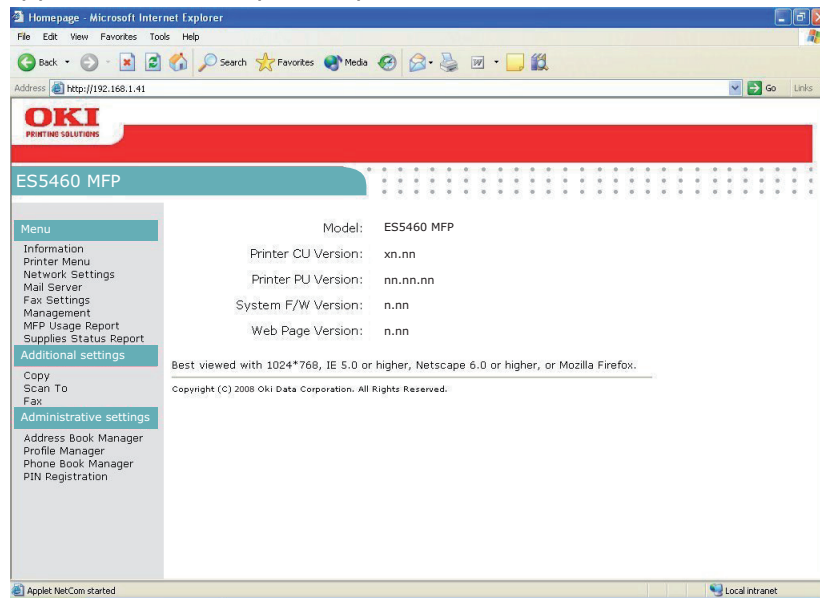 Homepage - Microsoft Internet Explorer
File Edit View Favorites Tools Help
Back Search Favorites Media
Address http://192.168.1.41 Go Links
OKI
PRINTING SOLUTIONS
ES5460 MFP
Menu
Information
Printer Menu
Network Settings
Mail Server
Fax Settings
Management
MFP Usage Report
Supplies Status Report
Additional settings
Copy
Scan To
Fax
Administrative settings
Address Book Manager
Profile Manager
Phone Book Manager
PIN Registration
Model: ES5460 MFP
Printer CU Version: xn.nn
Printer PU Version: nn.nn.nn
System F/W Version: n.nn
Web Page Version: n.nn
Best viewed with 1024*768, IE 5.0 or higher, Netscape 6.0 or higher, or Mozilla Firefox.
Copyright (C) 2008 Oki Data Corporation. All Rights Reserved.
Applet NetCom started Local intranet